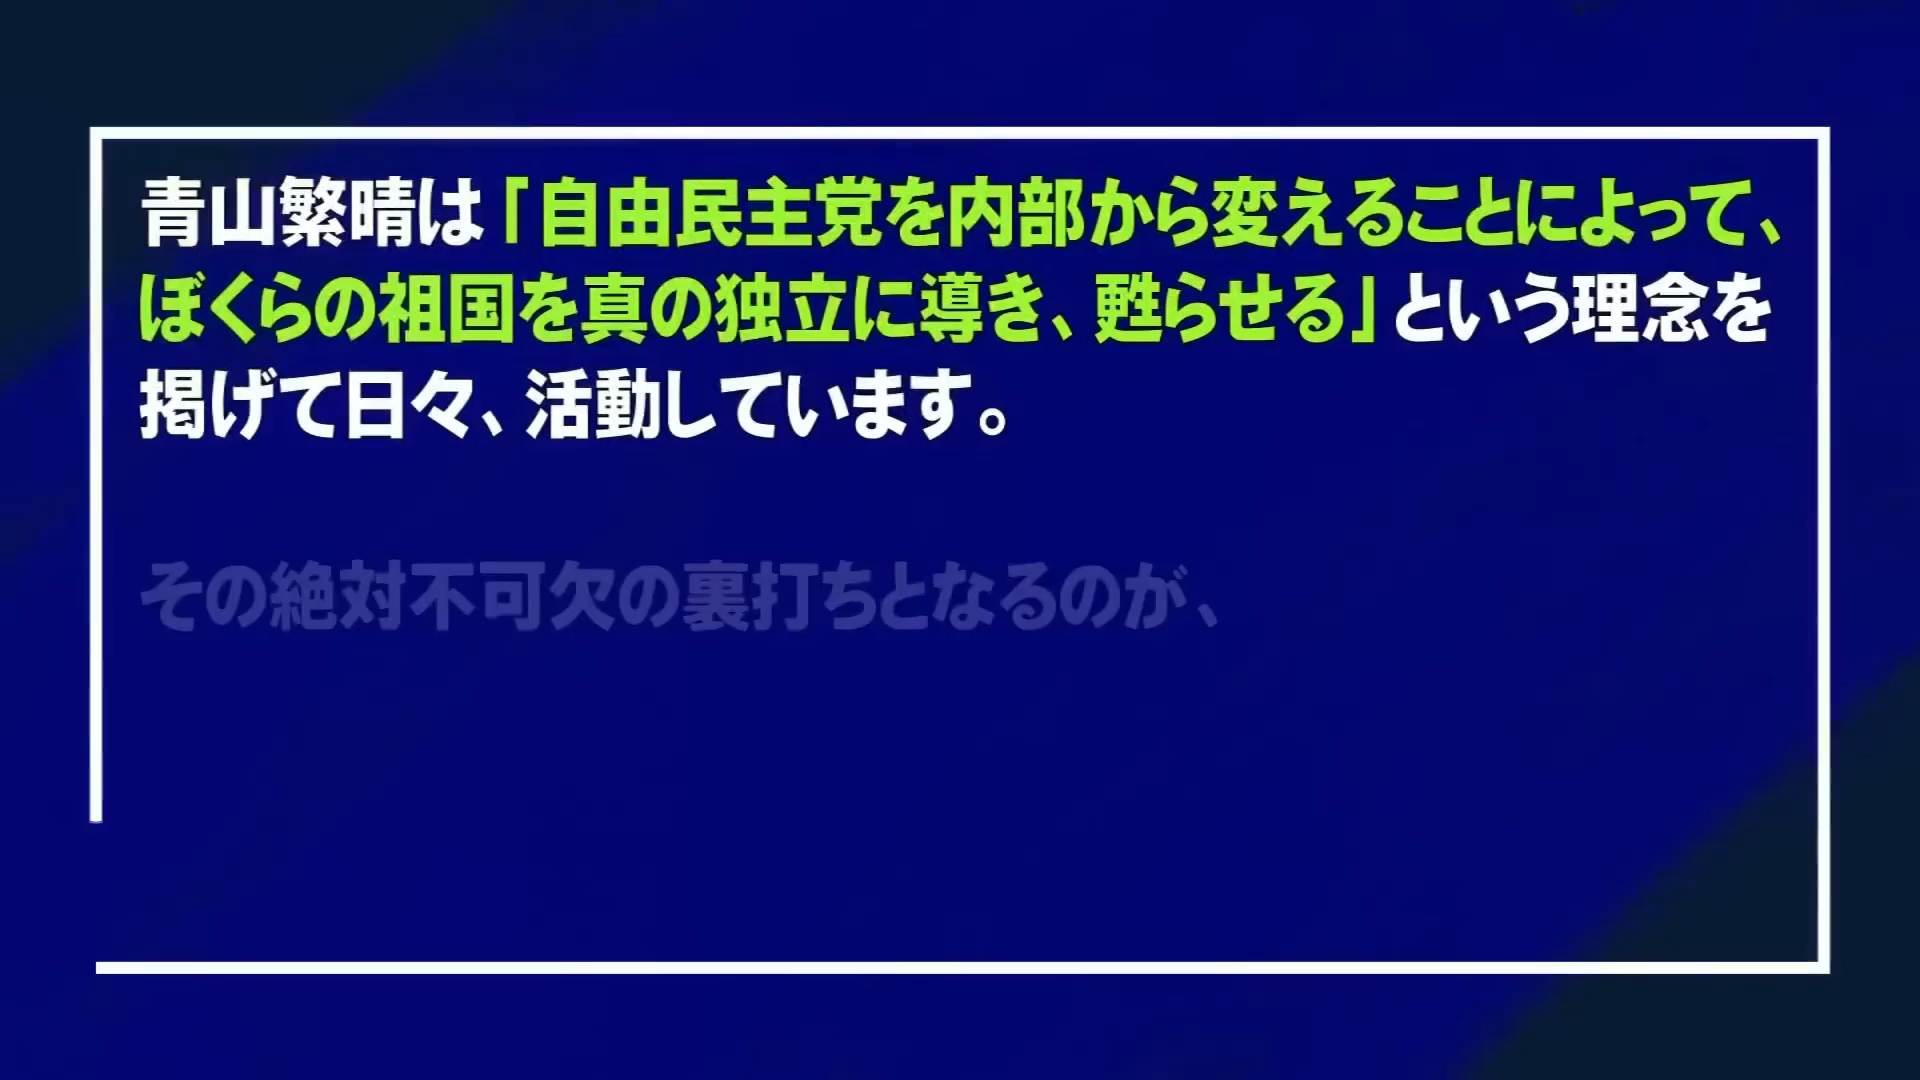 青山繁晴は「自由民主党を内部から変えることによって、
ぼくらの祖国を真の独立に導き、甦らせる」という理念を
掲げて日々、活動しています。
その絶対不可欠の裏打ちとなるのが、